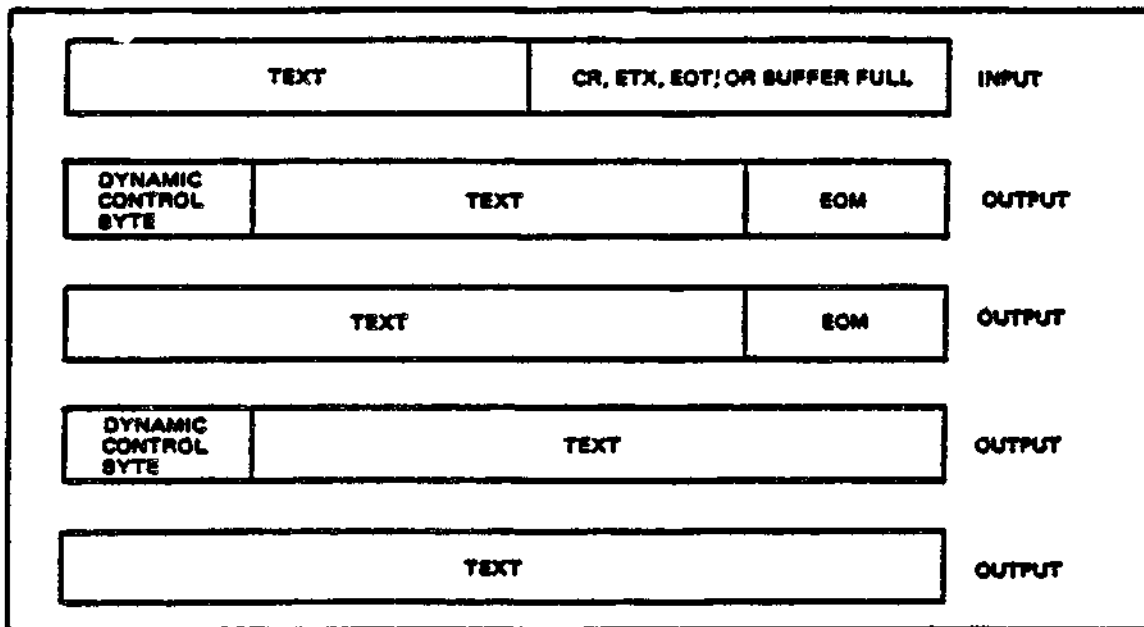 TEXT
CR, ETX, EOT, OR BUFFER FULL
INPUT
DYNAMIC
CONTROL
BYTE
TEXT
EOM
OUTPUT
TEXT
EOM
OUTPUT
DYNAMIC
CONTROL
BYTE
TEXT
OUTPUT
TEXT
OUTPUT